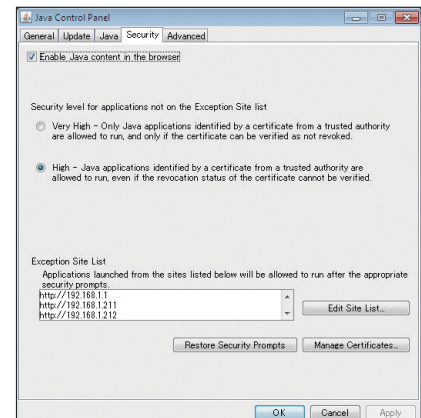 Java Control Panel
General Update Java Security Advanced
Enable Java content in the browser
Security level for applications not on the Exception Site list
Very High - Only Java applications identified by a certificate from a trusted authority
are allowed to run, and only if the certificate can be verified as not revoked.
High - Java applications identified by a certificate from a trusted authority are
allowed to run, even if the revocation status of the certificate cannot be verified.
Exception Site List
Applications launched from the sites listed below will be allowed to run after the appropriate
security prompts.
http://192.168.1.1
http://192.168.1.211
http://192.168.1.212
Edit Site List...
Restore Security Prompts Manage Certificates...
OK Cancel Apply